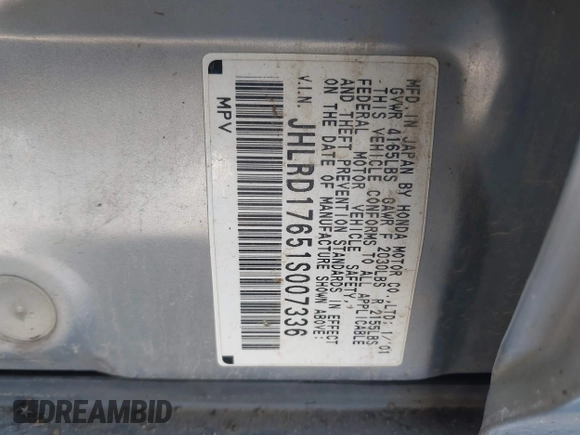 MFD. IN JAPAN BY HONDA MOTOR CO.,LTD; 1/'01
GVWR 4165LBS GAWR F 2030LBS R 2155LBS
THIS VEHICLE CONFORMS TO ALL APPLICABLE
FEDERAL MOTOR VEHICLE SAFETY,
AND THEFT PREVENTION STANDARDS IN EFFECT
ON THE DATE OF MANUFACTURE SHOWN ABOVE:
V.I.N. JHLRD17651S007336
MPV
DREAMBID